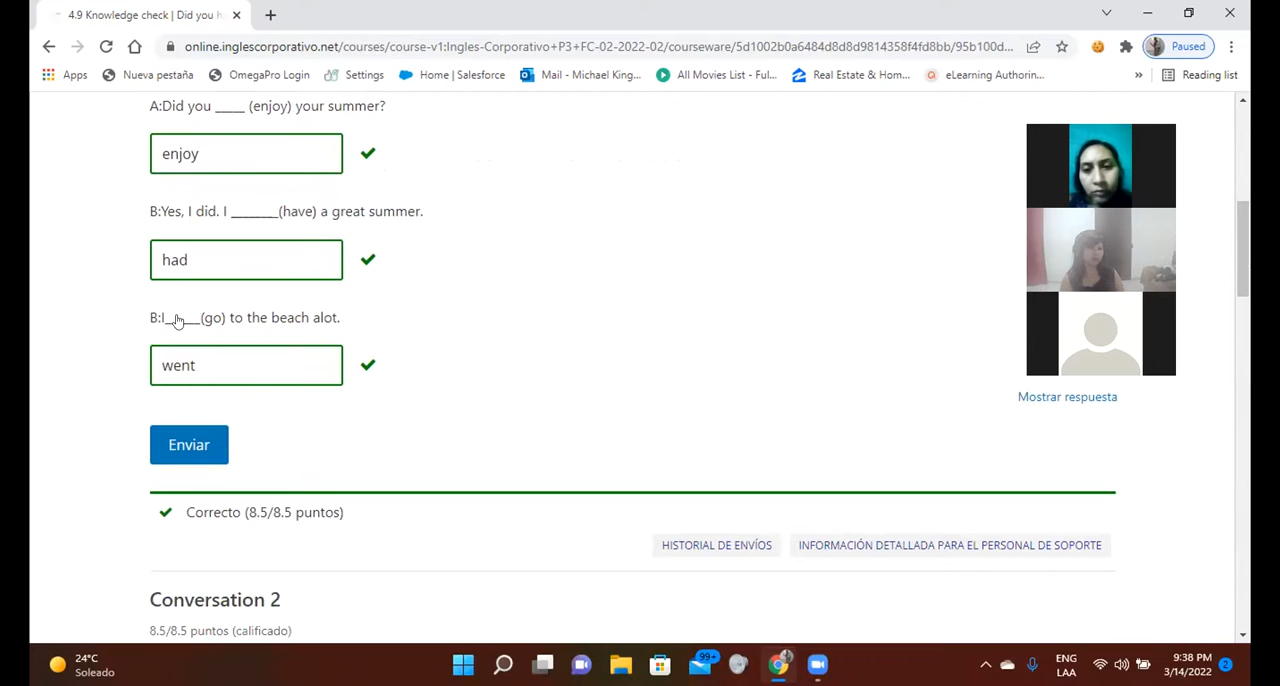 4.9 Knowledge check | Did you h
online.inglescorporativo.net/courses/course-v1:Ingles-Corporativo+P3+FC-02-2022-02/courseware/5d1002b0a6484d8d8d9814358f4fd8bb/95b100d...
Paused
Apps Nueva pestaña OmegaPro Login Settings Home | Salesforce Mail - Michael King... All Movies List - Ful... Real Estate & Hom... eLearning Authorin... » Reading list
A:Did you _____ (enjoy) your summer?
enjoy
B:Yes, I did. I ________(have) a great summer.
had
B:I______(go) to the beach alot.
went
Mostrar respuesta
Enviar
Correcto (8.5/8.5 puntos)
HISTORIAL DE ENVÍOS INFORMACIÓN DETALLADA PARA EL PERSONAL DE SOPORTE
Conversation 2
8.5/8.5 puntos (calificado)
24°C
Soleado
99+
ENG
LAA
9:38 PM
3/14/2022
2